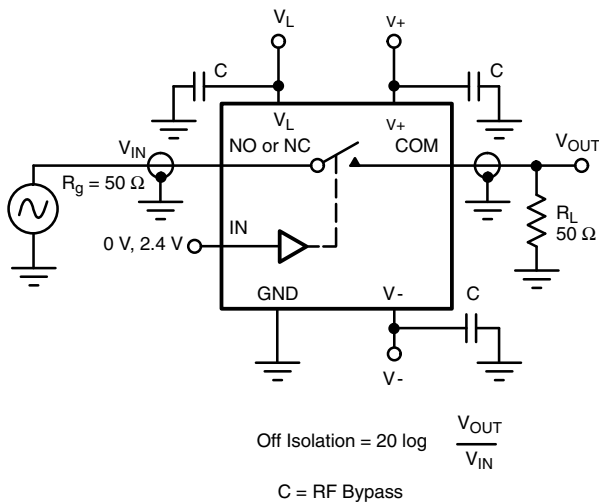 VL V+
C C
VL V+
VIN NO or NC COM VOUT
Rg = 50 Ω
RL
50 Ω
IN
0 V, 2.4 V
GND V-
C
V-
Off Isolation = 20 log VOUT
VIN
C = RF Bypass